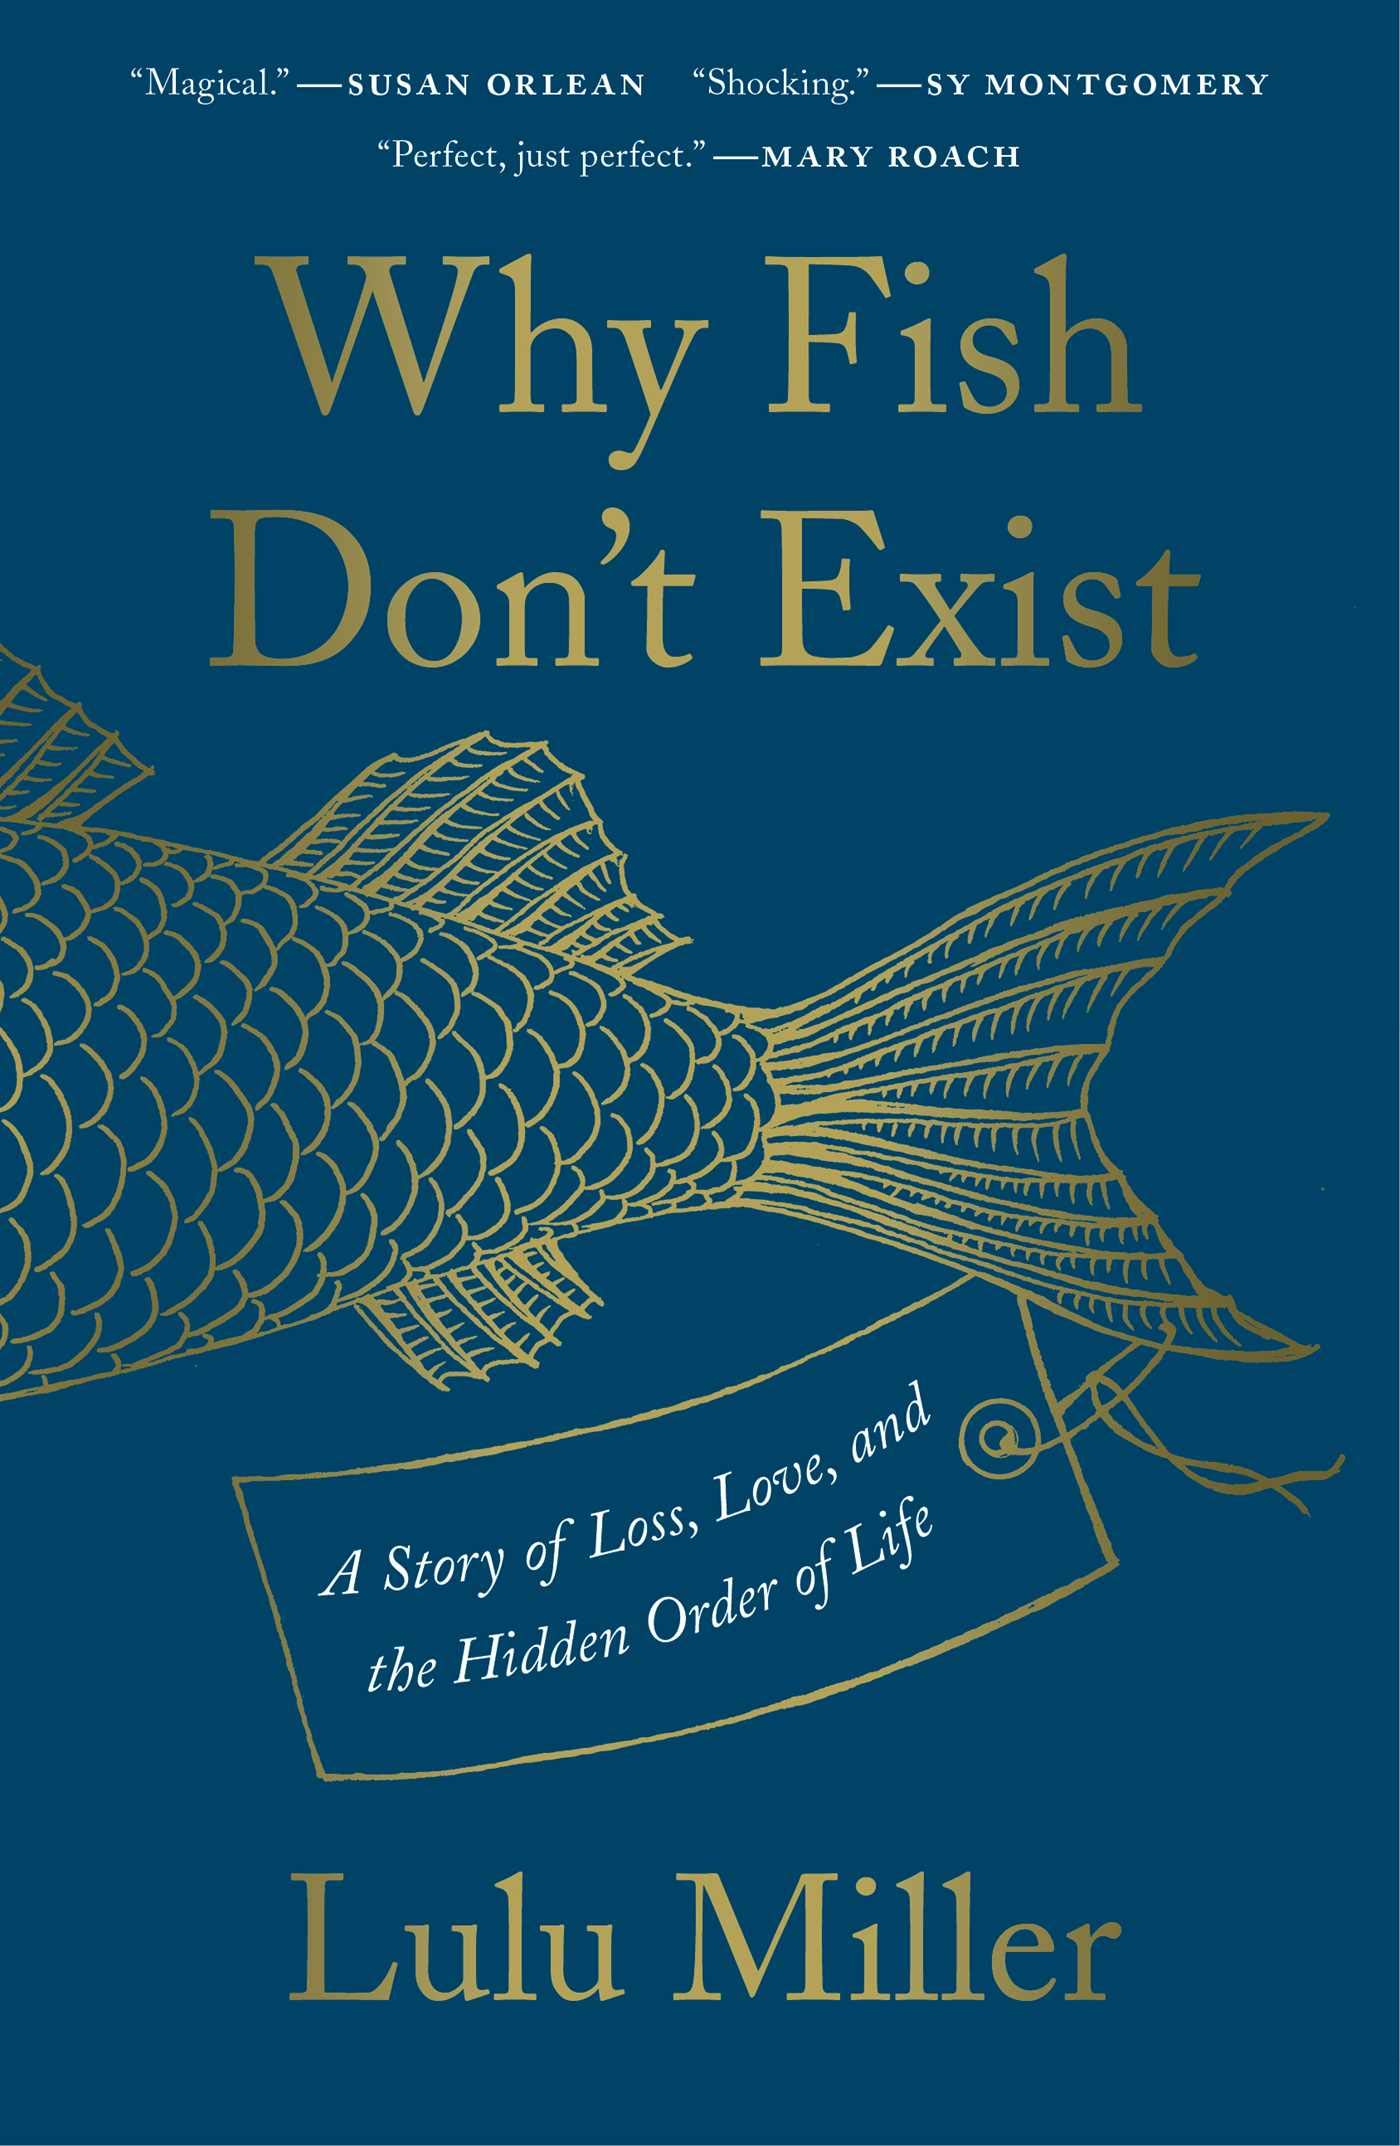 “Magical.”—SUSAN ORLEAN “Shocking.”—SY MONTGOMERY
“Perfect, just perfect.”—MARY ROACH
Why Fish
Don’t Exist
A Story of Loss, Love, and
the Hidden Order of Life
Lulu Miller